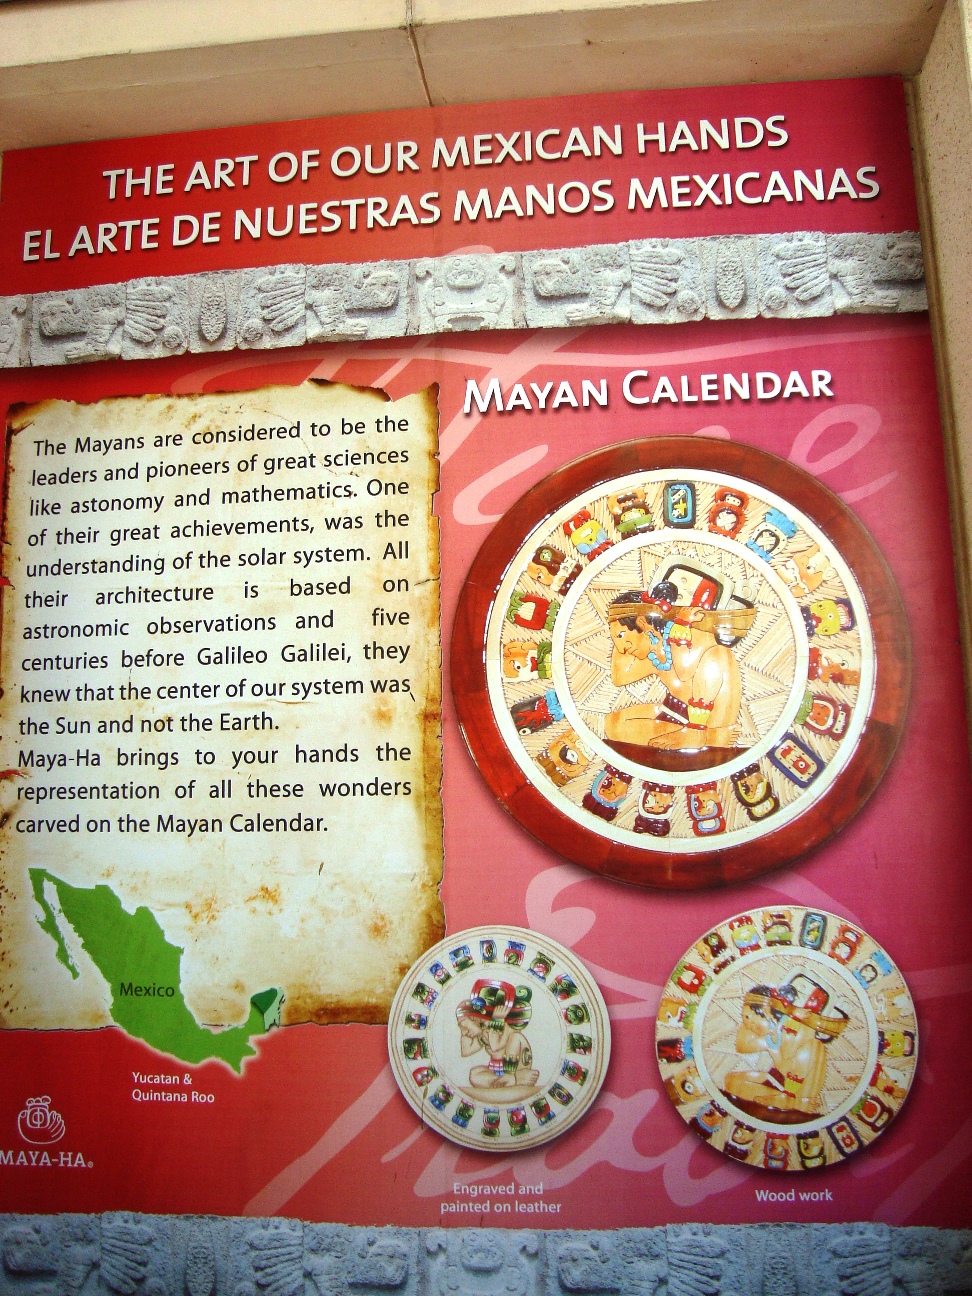 THE ART OF OUR MEXICAN HANDS
EL ARTE DE NUESTRAS MANOS MEXICANAS
MAYAN CALENDAR
The Mayans are considered to be the
leaders and pioneers of great sciences
like astonomy and mathematics. One
of their great achievements, was the
understanding of the solar system. All
their architecture is based on
astronomic observations and five
centuries before Galileo Galilei, they
knew that the center of our system was
the Sun and not the Earth.
Maya-Ha brings to your hands the
representation of all these wonders
carved on the Mayan Calendar.
Mexico
Yucatan &
Quintana Roo
MAYA-HA®
Engraved and
painted on leather
Wood work